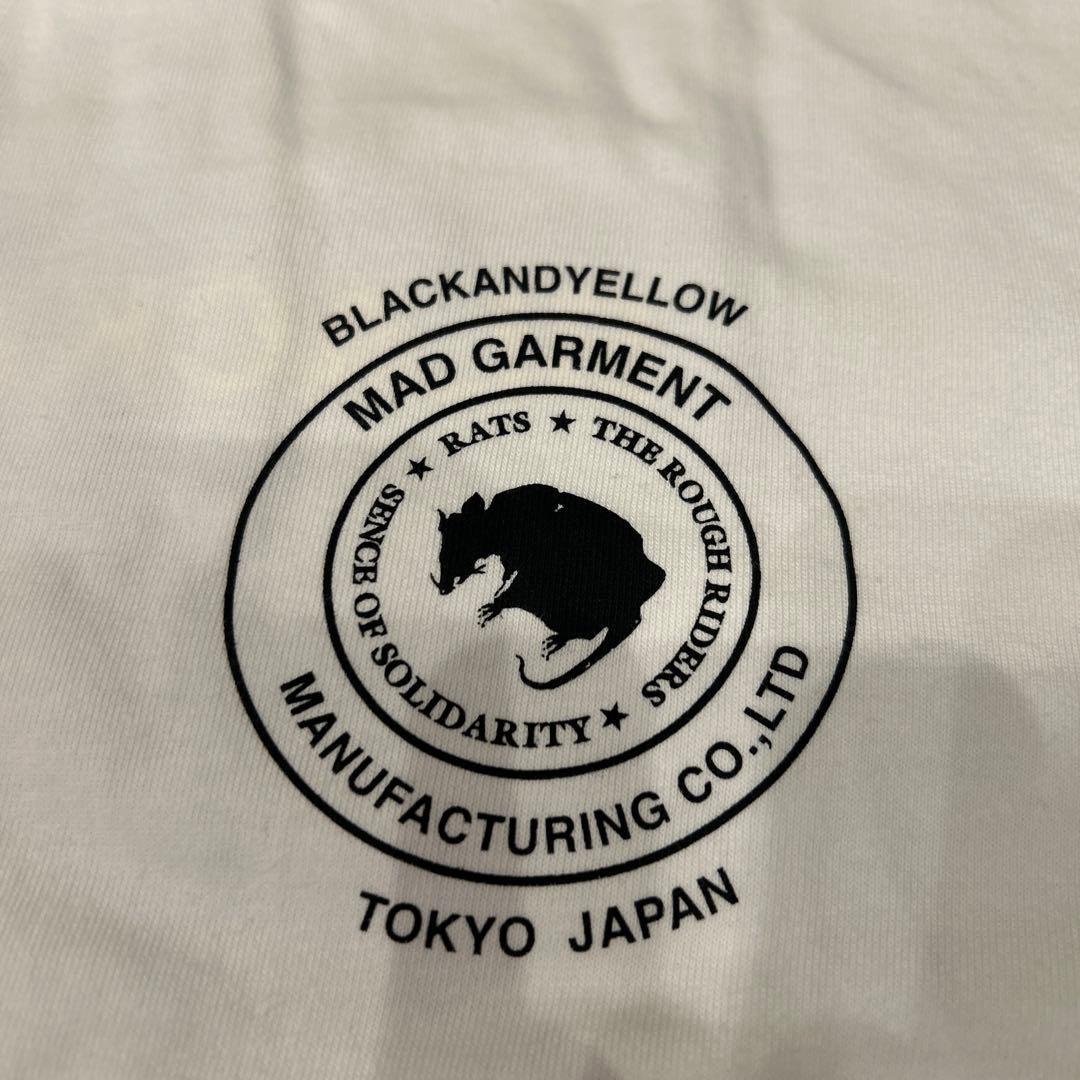 BLACKANDYELLOW
MAD GARMENT
RATS ★ THE ROUGH RIDERS ★ SENCE OF SOLIDARITY ★
MANUFACTURING CO.,LTD
TOKYO JAPAN